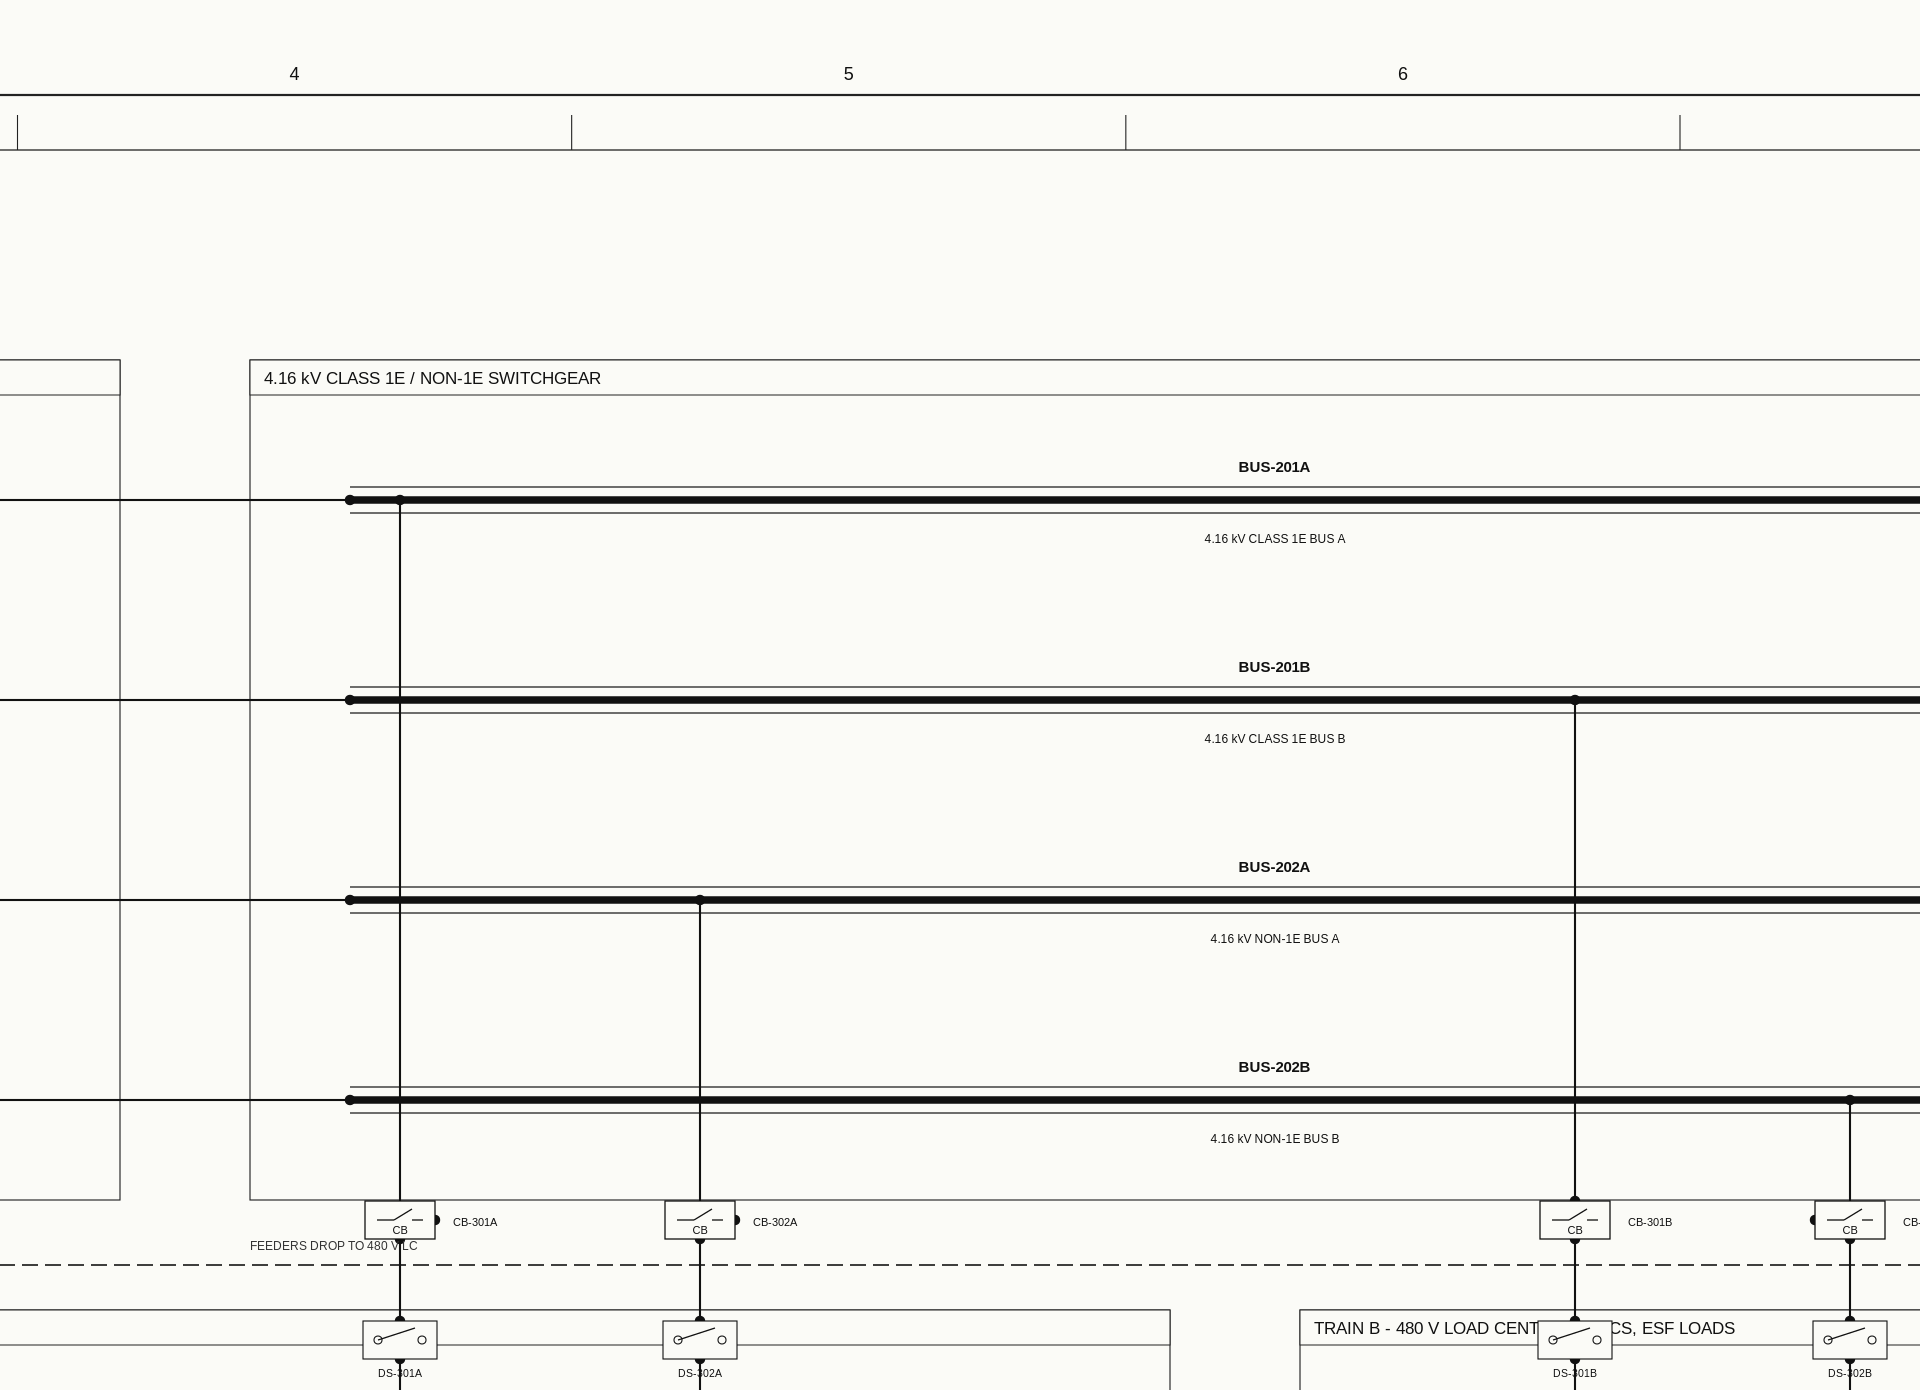 4
5
6
4.16 kV CLASS 1E / NON-1E SWITCHGEAR
BUS-201A
4.16 kV CLASS 1E BUS A
BUS-201B
4.16 kV CLASS 1E BUS B
BUS-202A
4.16 kV NON-1E BUS A
BUS-202B
4.16 kV NON-1E BUS B
CB CB-301A
CB CB-302A
CB CB-301B
CB CB-
FEEDERS DROP TO 480 V LC
TRAIN B - 480 V LOAD CENT CS, ESF LOADS
DS-301A
DS-302A
DS-301B
DS-302B